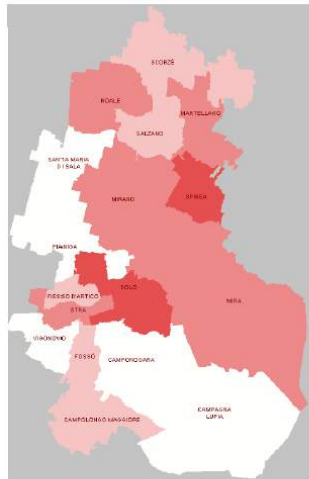 SCORZÈ
NOALE
MARTELLAGO
SALZANO
SANTA MARIA
DI SALA
SPINEA
MIRANO
PIANIGA
DOLO
MIRA
FIESSO D'ARTICO
STRA
VIGONOVO
FOSSÒ
CAMPONOGARA
CAMPAGNA
LUPIA
CAMPOLONGO MAGGIORE